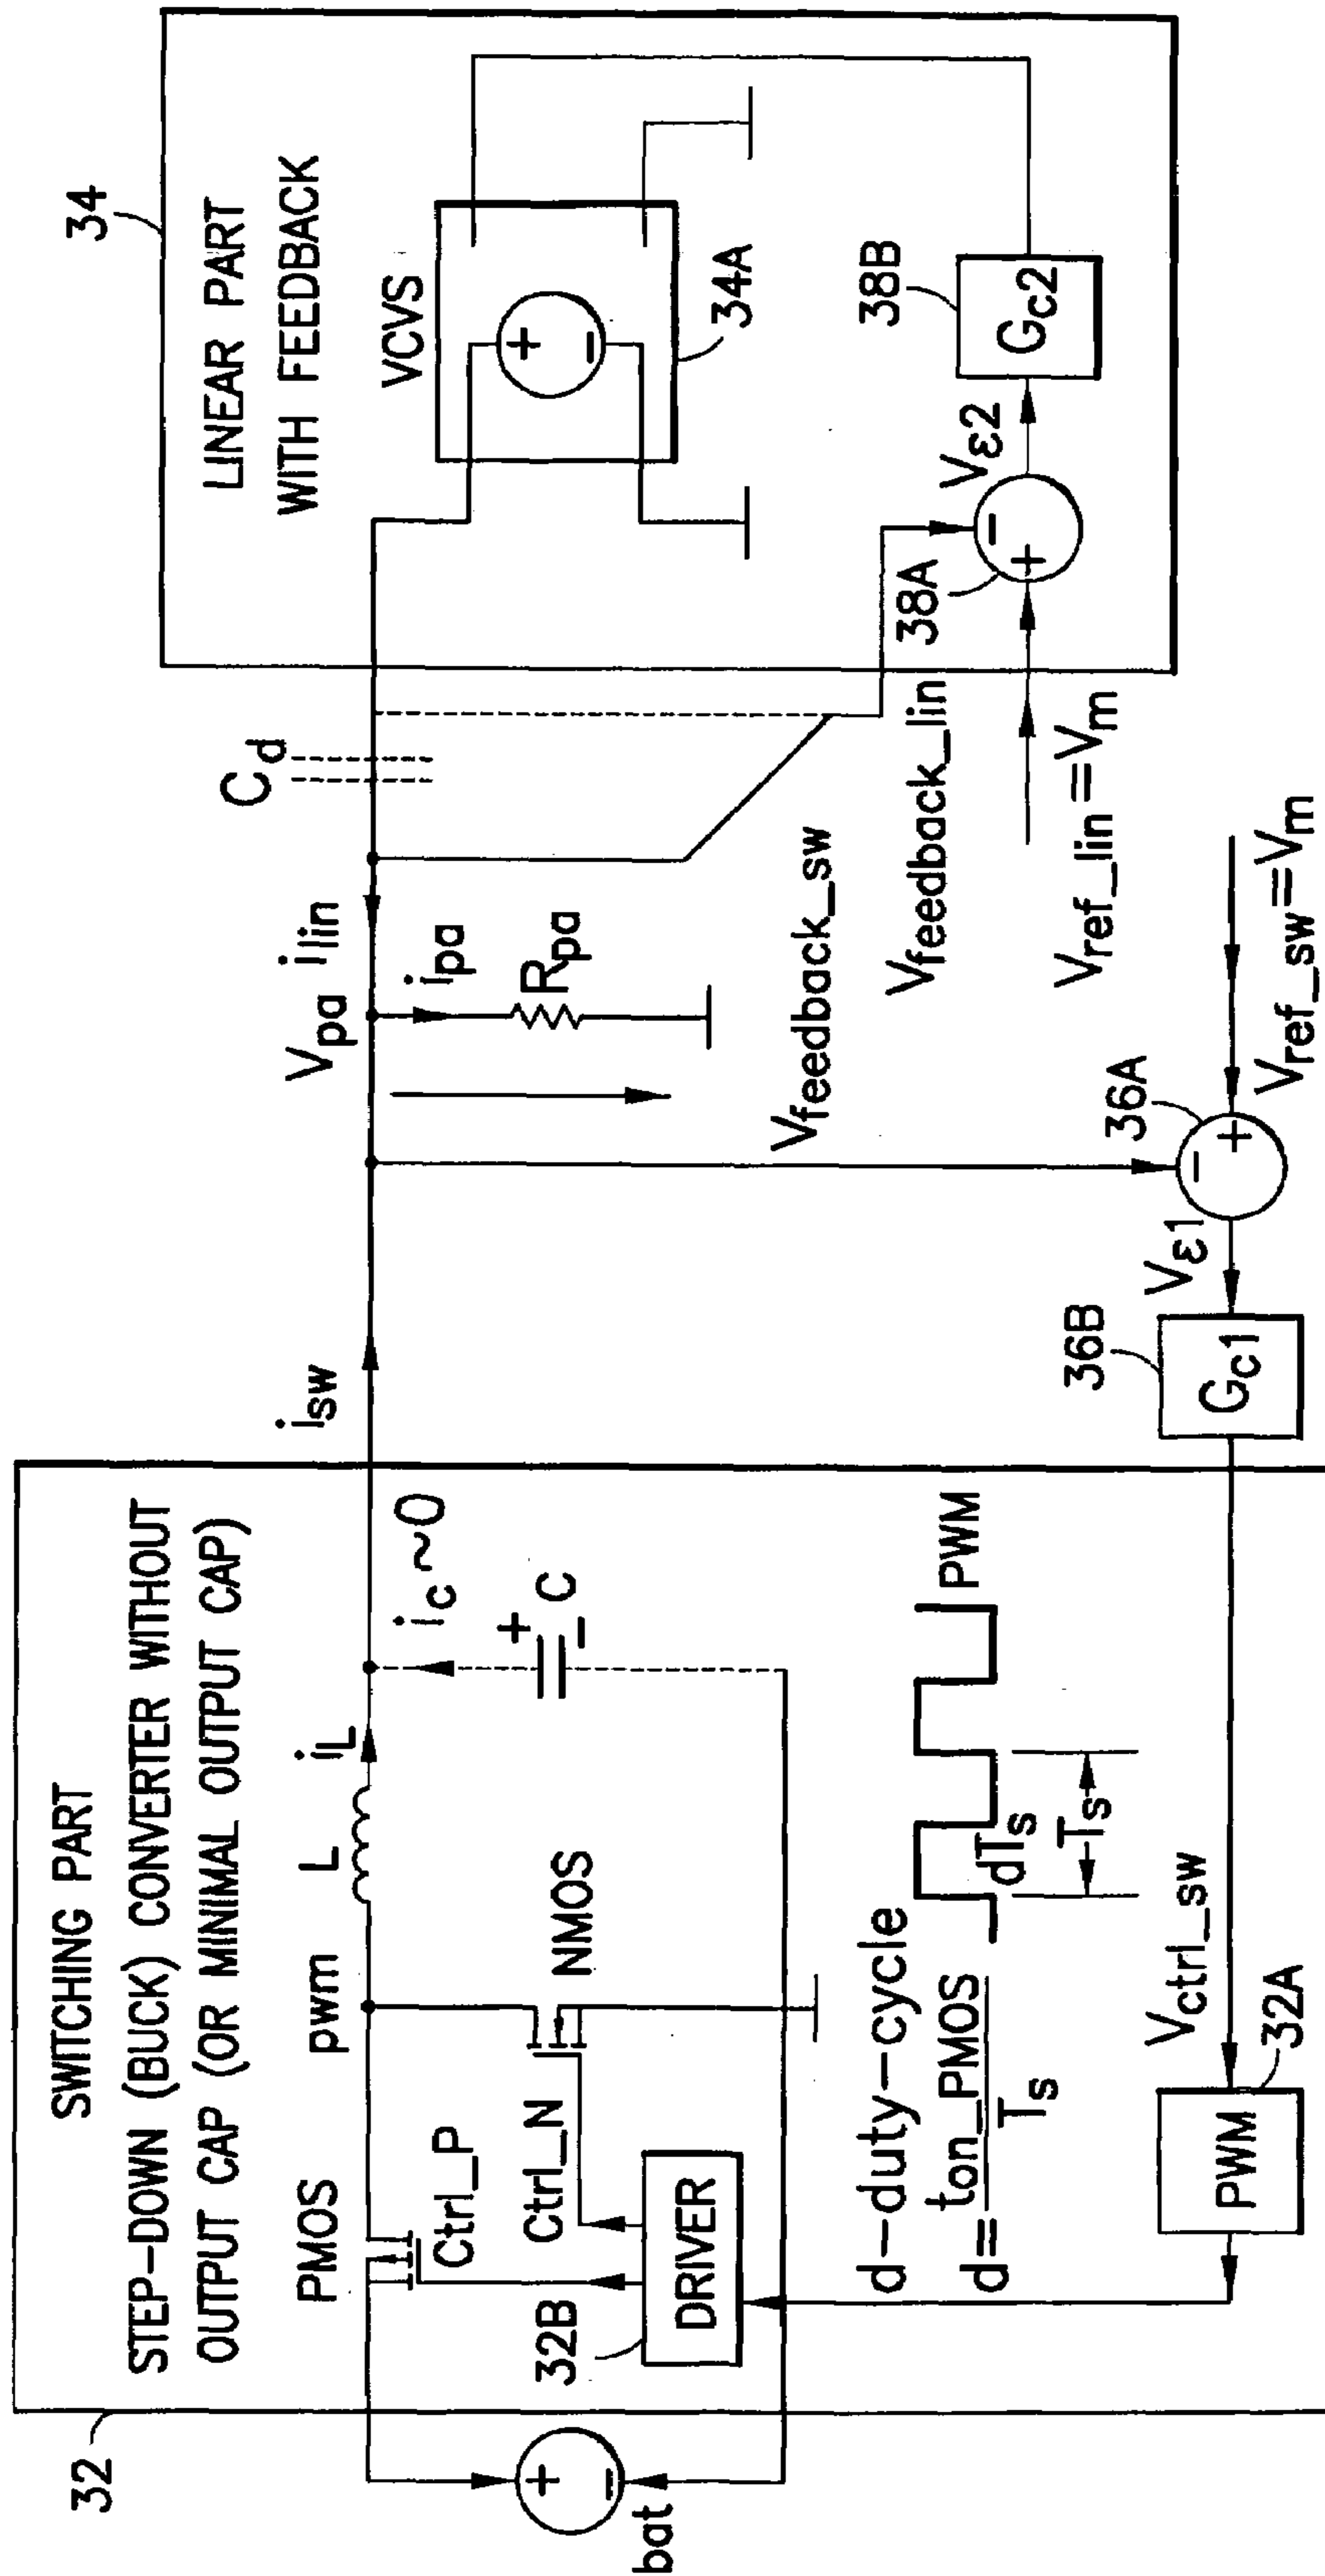 32
SWITCHING PART
STEP-DOWN (BUCK) CONVERTER WITHOUT
OUTPUT CAP (OR MINIMAL OUTPUT CAP)
PMOS
pwm
L
iL
ic ~0
+
C
-
Ctrl_P
Ctrl_N
NMOS
32B
DRIVER
+
-
bat
d-duty-cycle
d= ton_PMOS
Ts
dTs
Ts
PWM
PWM
32A
Vctrl_sw
isw
36B
Gc1
Vε1
36A
-
+
Vref_sw=Vm
Vpa
ilin
ipa
Rpa
Vfeedback_sw
Cd
Vfeedback_lin
Vref_lin=Vm
34
LINEAR PART
WITH FEEDBACK
VCVS
+
-
34A
38A
-
+
Vε2
38B
Gc2